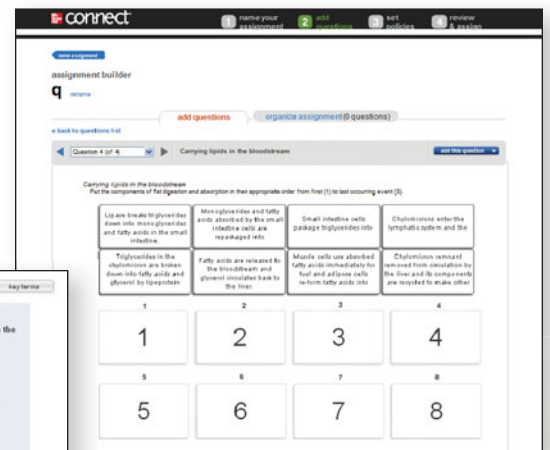 connect
1 name your assignment 2 add questions 3 set policies 4 review & assign
name assignment
assignment builder
q rename
add questions organize assignment (0 questions)
« back to questions list
Question 4 (of 4) Carrying lipids in the bloodstream add this question
Carrying lipids in the bloodstream
Put the components of fat digestion and absorption in their appropriate order from first (1) to last occurring event (8).
Lipase breaks triglycerides
down into monoglycerides
and fatty acids in the small
intestine.
Monoglycerides and fatty
acids absorbed by the small
intestine cells are
repackaged into
Small intestine cells
package triglycerides into
Chylomicrons enter the
lymphatic system and the
Triglycerides in the
chylomicron are broken
down into fatty acids and
glycerol by lipoprotein
Fatty acids are released to
the bloodstream and
glycerol circulates back to
the liver.
Muscle cells use absorbed
fatty acids immediately for
fuel and adipose cells
re-form fatty acids into
Chylomicron remnant
removed from circulation by
the liver and its components
are recycled to make other
1 2 3 4
1 2 3 4
5 6 7 8
5 6 7 8
key terms
the